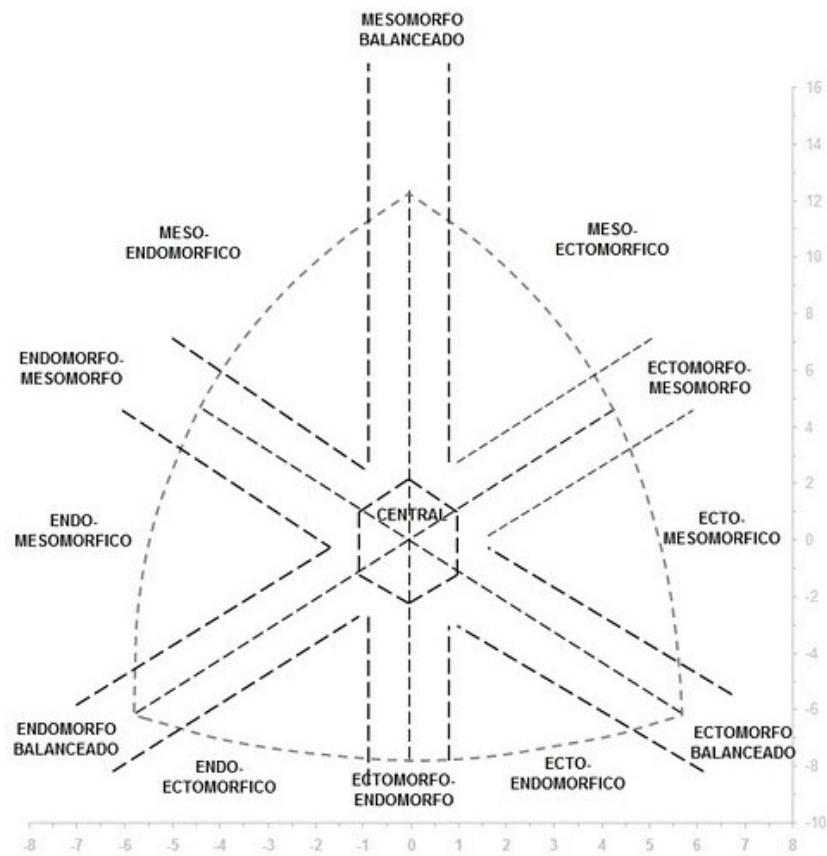 MESOMORFO
BALANCEADO
16
14
12
MESO-
ENDOMORFICO
MESO-
ECTOMORFICO
10
8
ENDOMORFO-
MESOMORFO
ECTOMORFO-
MESOMORFO
6
4
2
CENTRAL
ENDO-
MESOMORFICO
ECTO-
MESOMORFICO
0
-2
-4
-6
ENDOMORFO
BALANCEADO
ECTOMORFO
BALANCEADO
ENDO-
ECTOMORFICO
ECTOMORFO-
ENDOMORFO
ECTO-
ENDOMORFICO
-8
-10
-8 -7 -6 -5 -4 -3 -2 -1 0 1 2 3 4 5 6 7 8